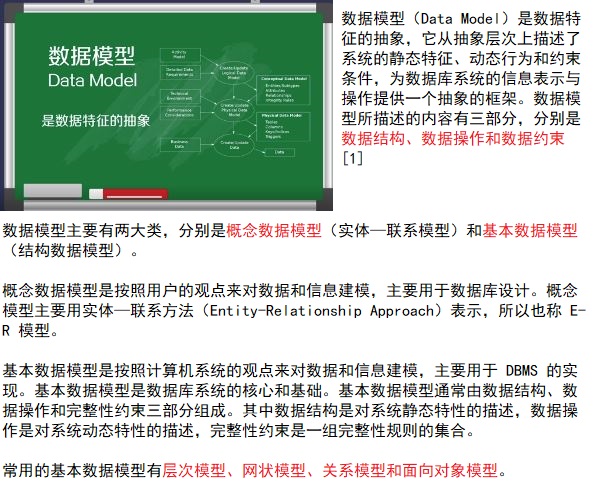 数据模型
Data Model
是数据特征的抽象
Activity
Model
Detailed Data
Requirements
Technical
Environment
Performance
Considerations
Business
Data
Create/Update
Logical Data
Model
Create/Update
Physical Data
Model
Create/Update
Data
Conceptual Data Model
Entities/Subtypes
Attributes
Relationships
Integrity Rules
Physical Data Model
Tables
Columns
Keys/Indices
Triggers
Data
数据模型（Data Model）是数据特
征的抽象，它从抽象层次上描述了
系统的静态特征、动态行为和约束
条件，为数据库系统的信息表示与
操作提供一个抽象的框架。数据模
型所描述的内容有三部分，分别是
数据结构、数据操作和数据约束
[1]
数据模型主要有两大类，分别是概念数据模型（实体—联系模型）和基本数据模型
（结构数据模型）。
概念数据模型是按照用户的观点来对数据和信息建模，主要用于数据库设计。概念
模型主要用实体—联系方法（Entity-Relationship Approach）表示，所以也称 E-
R 模型。
基本数据模型是按照计算机系统的观点来对数据和信息建模，主要用于 DBMS 的实
现。基本数据模型是数据库系统的核心和基础。基本数据模型通常由数据结构、数
据操作和完整性约束三部分组成。其中数据结构是对系统静态特性的描述，数据操
作是对系统动态特性的描述，完整性约束是一组完整性规则的集合。
常用的基本数据模型有层次模型、网状模型、关系模型和面向对象模型。